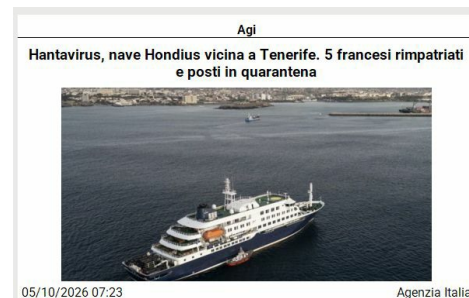 Agi
Hantavirus, nave Hondius vicina a Tenerife. 5 francesi rimpatriati
e posti in quarantena
05/10/2026 07:23
Agenzia Italia